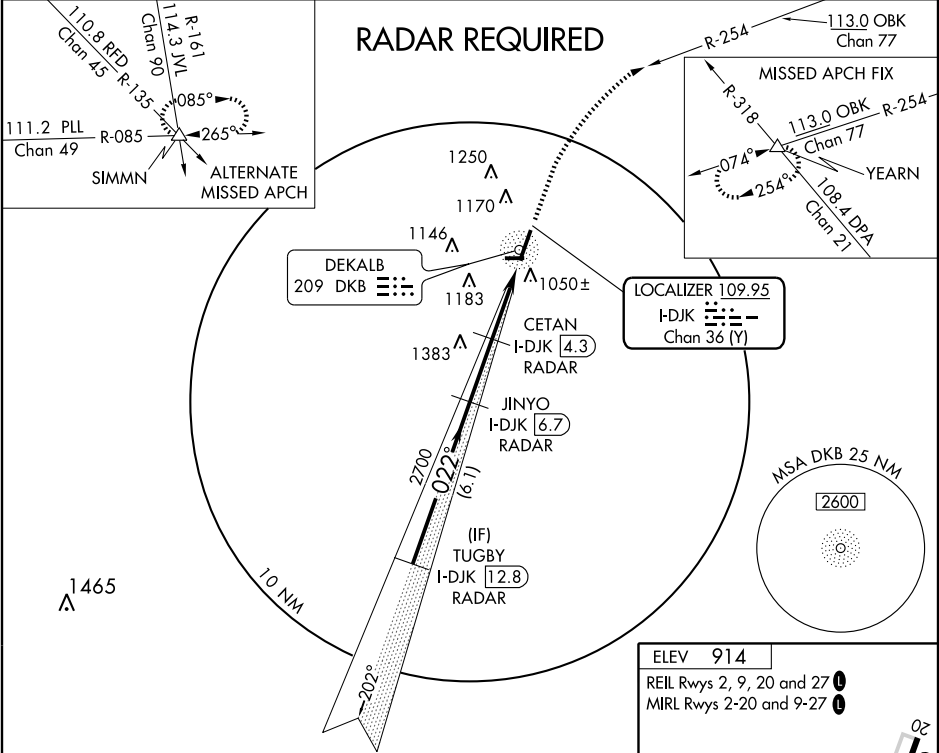 RADAR REQUIRED
110.8 RFD
Chan 45
R-135
114.3 JVL
Chan 90
R-161
085°
265°
111.2 PLL
Chan 49
R-085
SIMMN
ALTERNATE
MISSED APCH
R-254
113.0 OBK
Chan 77
MISSED APCH FIX
R-318
113.0 OBK
Chan 77
R-254
074°
254°
YEARN
108.4 DPA
Chan 21
1250
1170
1146
1183
1050±
1383
DEKALB
209 DKB
LOCALIZER 109.95
I-DJK
Chan 36 (Y)
CETAN
I-DJK 4.3
RADAR
JINYO
I-DJK 6.7
RADAR
2700
022°
(6.1)
(IF)
TUGBY
I-DJK 12.8
RADAR
MSA DKB 25 NM
2600
1465
10 NM
202°
ELEV 914
REIL Rwys 2, 9, 20 and 27 L
MIRL Rwys 2-20 and 9-27 L
20